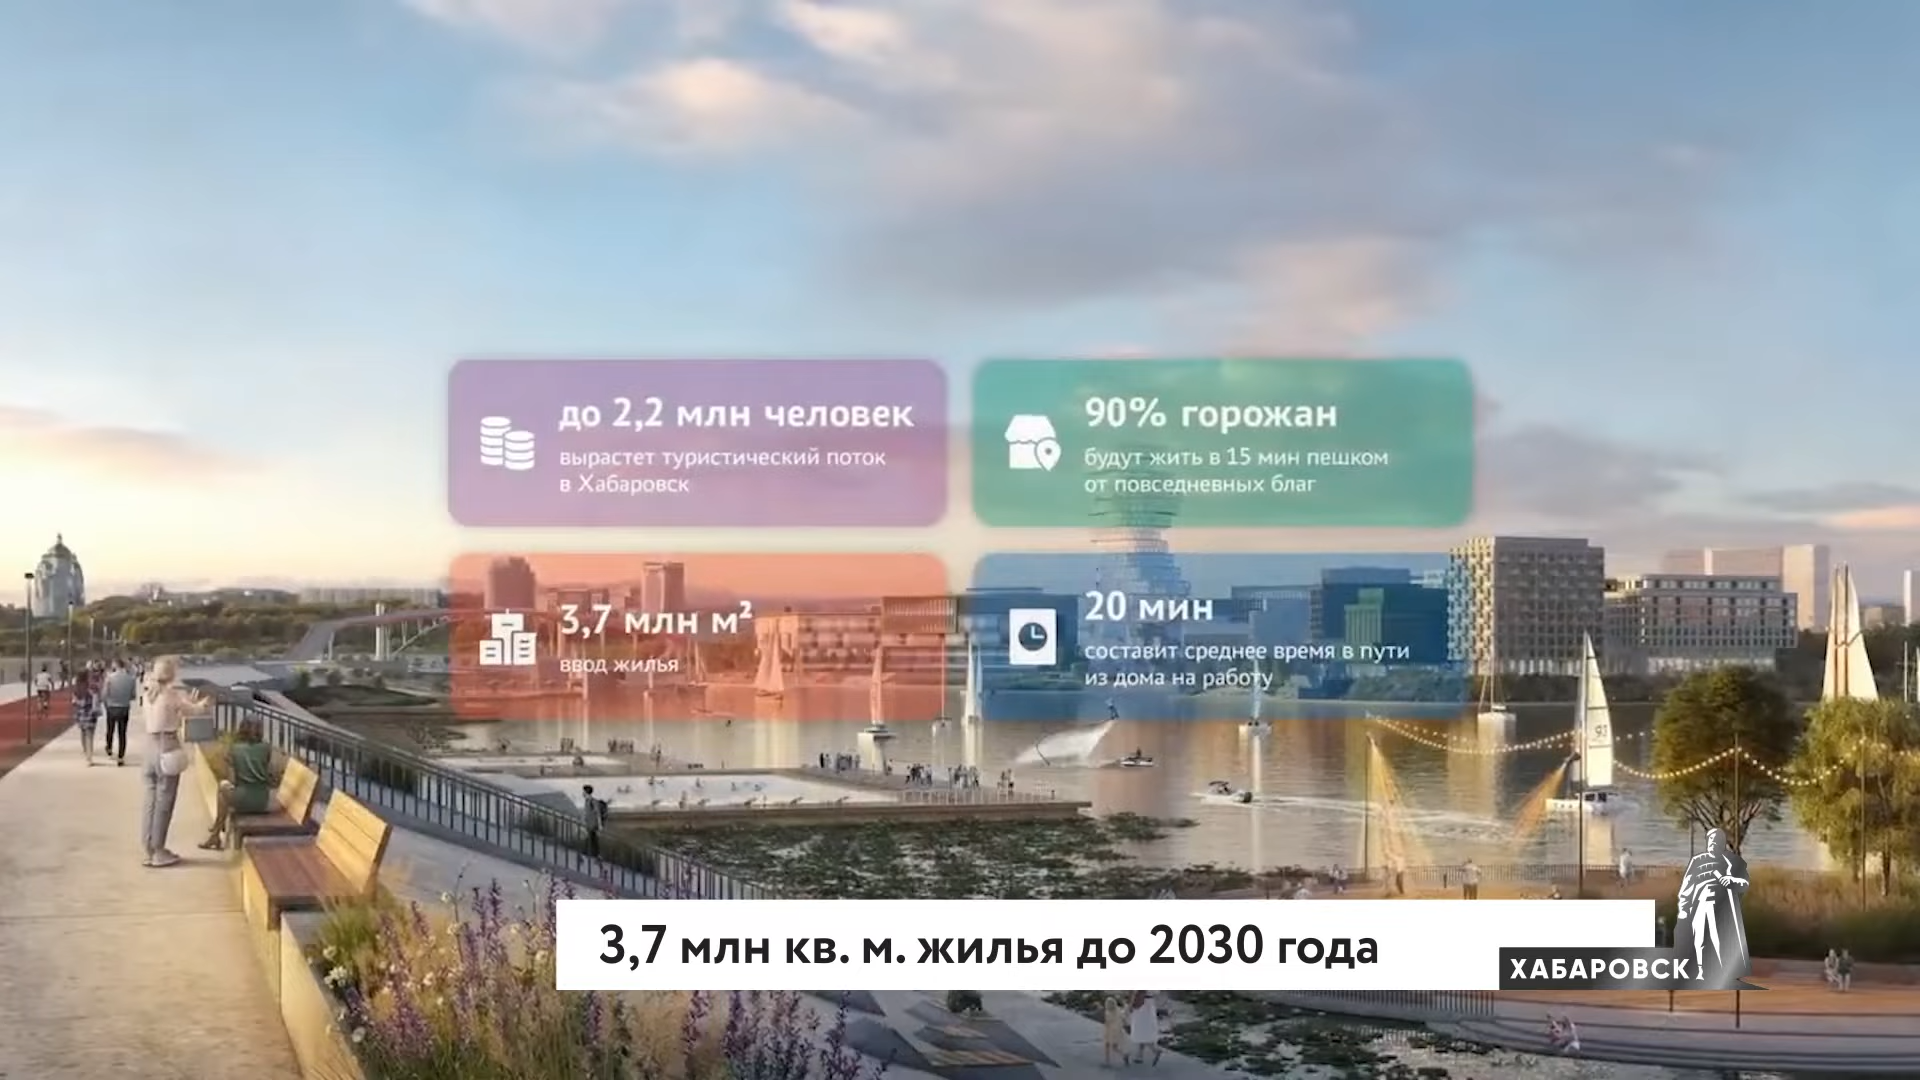 до 2,2 млн человек
вырастет туристический поток
в Хабаровск
90% горожан
будут жить в 15 мин пешком
от повседневных благ
3,7 млн м²
ввод жилья
20 мин
составит среднее время в пути
из дома на работу
93
3,7 млн кв. м. жилья до 2030 года
ХАБАРОВСК